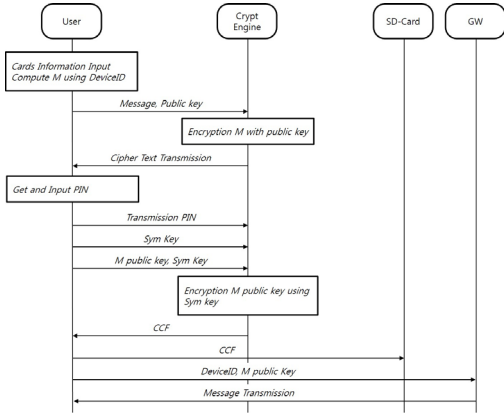 User
Crypt
Engine
SD-Card
GW
Cards Information Input
Compute M using DeviceID
Message, Public key
Encryption M with public key
Cipher Text Transmission
Get and Input PIN
Transmission PIN
Sym Key
M public key, Sym Key
Encryption M public key using
Sym key
CCF
CCF
DeviceID, M public Key
Message Transmission